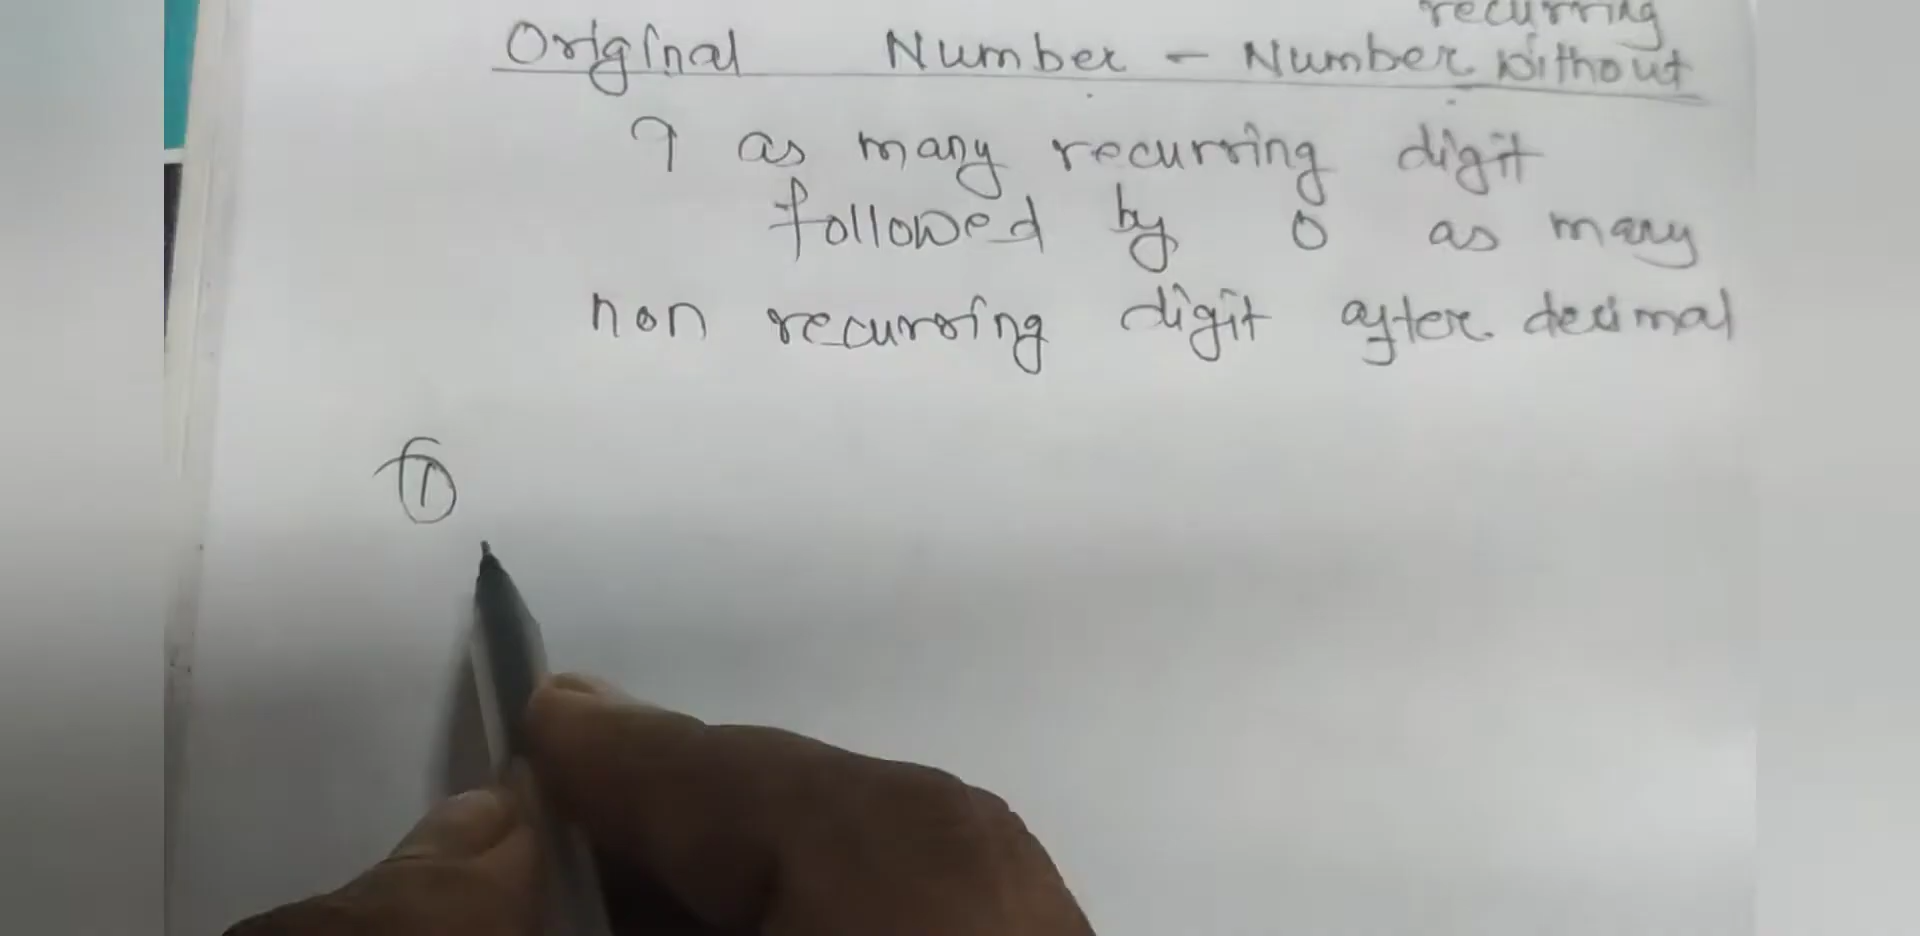 recurring
Original Number - Number without
9 as many recurring digit
followed by 0 as many
non recurring digit after decimal
①